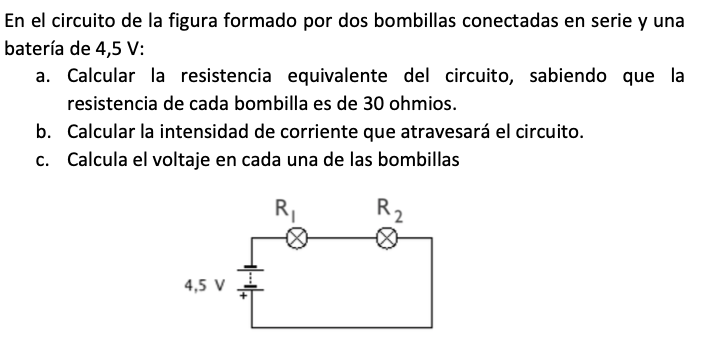 En el circuito de la figura formado por dos bombillas conectadas en serie y una
batería de 4,5 V:
a. Calcular la resistencia equivalente del circuito, sabiendo que la
resistencia de cada bombilla es de 30 ohmios.
b. Calcular la intensidad de corriente que atravesará el circuito.
c. Calcula el voltaje en cada una de las bombillas
R1 R2
4,5 V
+